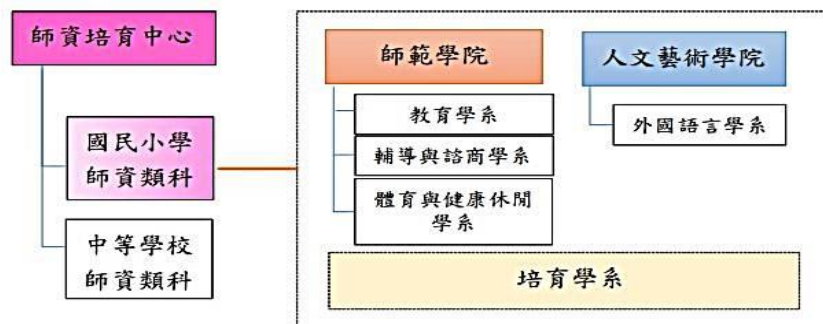 師資培育中心
國民小學
師資類科
中等學校
師資類科
師範學院
教育學系
輔導與諮商學系
體育與健康休閒
學系
人文藝術學院
外國語言學系
培育學系